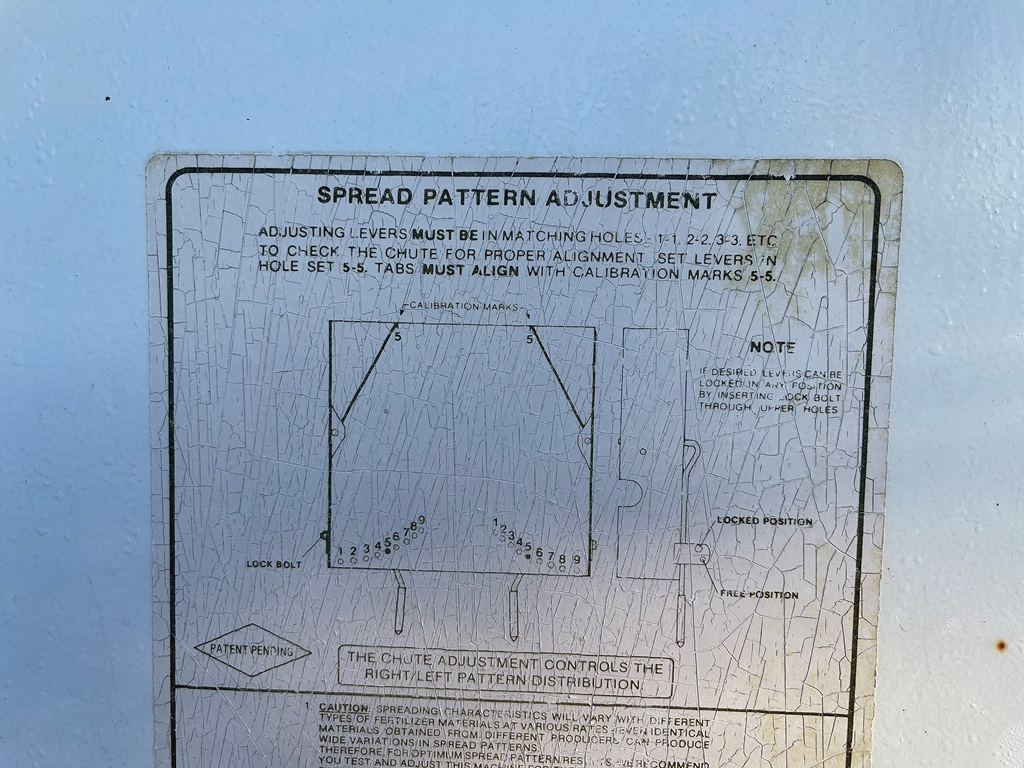 SPREAD PATTERN ADJUSTMENT
ADJUSTING LEVERS MUST BE IN MATCHING HOLES: 1-1, 2-2, 3-3, ETC
TO CHECK THE CHUTE FOR PROPER ALIGNMENT SET LEVERS IN
HOLE SET 5-5. TABS MUST ALIGN WITH CALIBRATION MARKS 5-5.
CALIBRATION MARKS
5
5
NOTE
IF DESIRED LEVERS CAN BE
LOCKED IN ANY POSITION
BY INSERTING LOCK BOLT
THROUGH UPPER HOLES
1 2 3 4 5 6 7 8 9
1 2 3 4 5 6 7 8 9
LOCKED POSITION
LOCK BOLT
FREE POSITION
PATENT PENDING
THE CHUTE ADJUSTMENT CONTROLS THE
RIGHT/LEFT PATTERN DISTRIBUTION
1. CAUTION: SPREADING CHARACTERISTICS WILL VARY WITH DIFFERENT
TYPES OF FERTILIZER MATERIALS AT VARIOUS RATES. EVEN IDENTICAL
MATERIALS OBTAINED FROM DIFFERENT PRODUCERS CAN PRODUCE
WIDE VARIATIONS IN SPREAD PATTERNS.
THEREFORE, FOR OPTIMUM SPREAD PATTERN RESULTS, WE RECOMMEND
YOU TEST AND ADJUST THIS MACHINE FOR